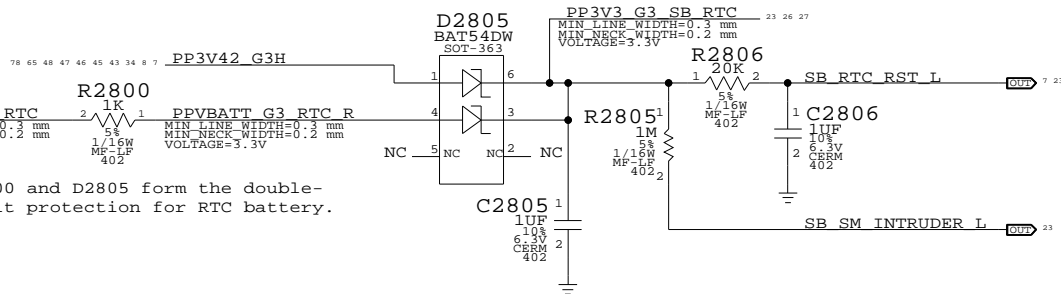 PP3V3_G3_SB_RTC 23 26 27
MIN_LINE_WIDTH=0.3 mm
MIN_NECK_WIDTH=0.2 mm
VOLTAGE=3.3V
D2805
BAT54DW
SOT-363
78 65 48 47 46 45 43 34 8 7 PP3V42_G3H
1 6
R2806
20K
1 2
5%
1/16W
MF-LF
402
SB_RTC_RST_L OUT
R2800
1K
2 1
5%
1/16W
MF-LF
402
RTC
0.3 mm
0.2 mm
PPVBATT_G3_RTC_R
MIN_LINE_WIDTH=0.3 mm
MIN_NECK_WIDTH=0.2 mm
VOLTAGE=3.3V
4 3
NC 5 NC NC 2 NC
R2805
1
1M
5%
1/16W
MF-LF
402
2
C2806
1
1UF
10%
6.3V
2
CERM
402
00 and D2805 form the double-
t protection for RTC battery.
C2805
1
1UF
10%
6.3V
2
CERM
402
SB_SM_INTRUDER_L OUT 23